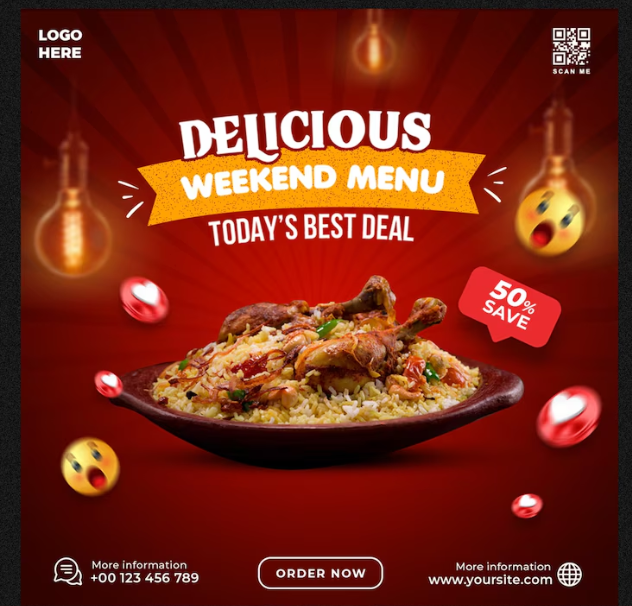 LOGO
HERE
SCAN ME
DELICIOUS
WEEKEND MENU
TODAY'S BEST DEAL
50%
SAVE
More information
+00 123 456 789
ORDER NOW
More information
www.yoursite.com